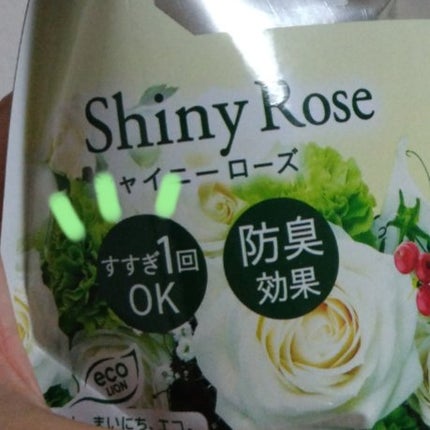 Shiny Rose
ャイニーローズ
すすぎ1回
OK
防臭
効果
eco
LION
まいにち、エコ。